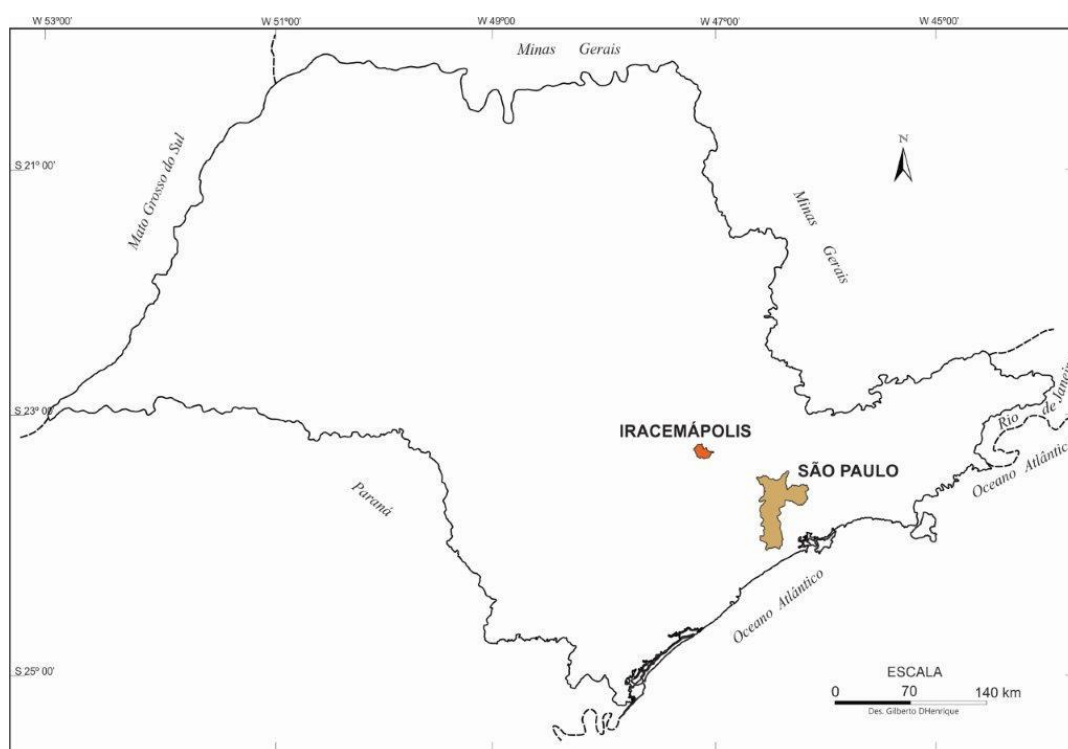 W 53°00'
W 51°00'
W 49°00'
W 47°00'
W 45°00'
Minas Gerais
N
S 21° 00'
Mato Grosso do Sul
Minas Gerais
S 23° 00'
Rio de Janeir
IRACEMÁPOLIS
SÃO PAULO
Oceano Atlântico
Paraná
Oceano Atlântico
S 25° 00'
ESCALA
0 70 140 km
Des. Gilberto DHenrique